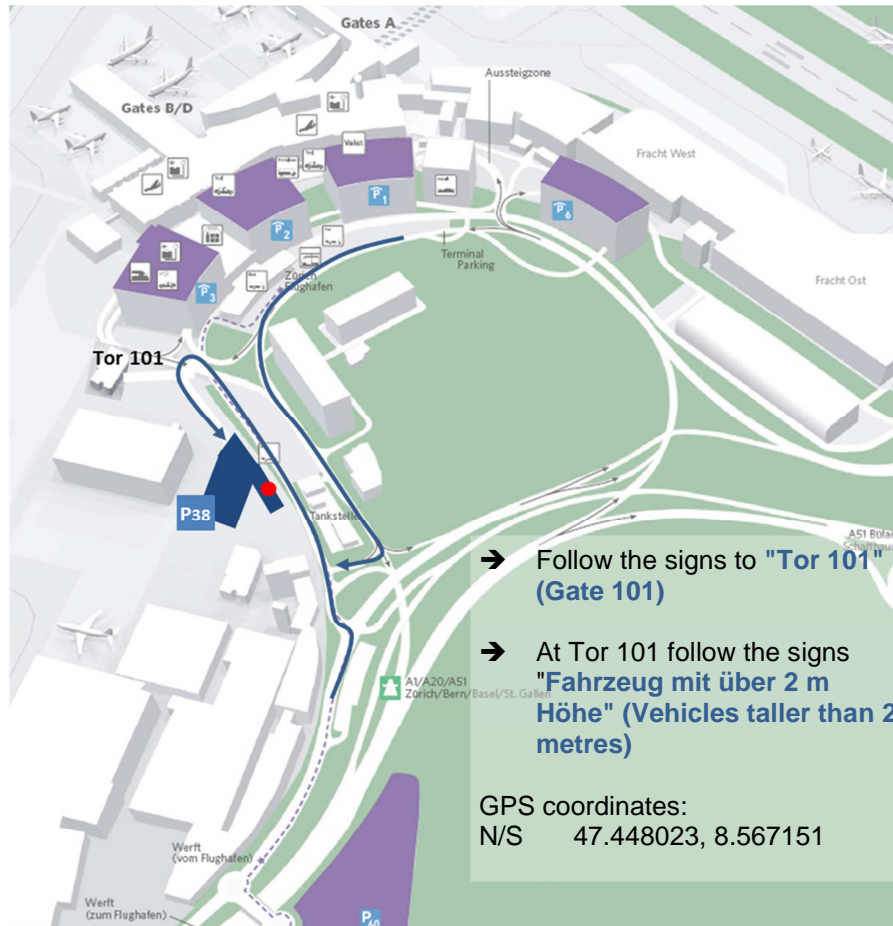 Gates A
Aussteigzone
Gates B/D
Valet
Fracht West
P1
P6
P2
Terminal
Parking
Zürich
Flughafen
Fracht Ost
P3
Tor 101
P38
Tankstelle
A51 Bülach
Schaffhau
→ Follow the signs to "Tor 101"
(Gate 101)
→ At Tor 101 follow the signs
"Fahrzeug mit über 2 m
Höhe" (Vehicles taller than 2
metres)
A1/A20/A51
Zürich/Bern/Basel/St. Gallen
GPS coordinates:
N/S 47.448023, 8.567151
Werft
(vom Flughafen)
Werft
(zum Flughafen)
P60